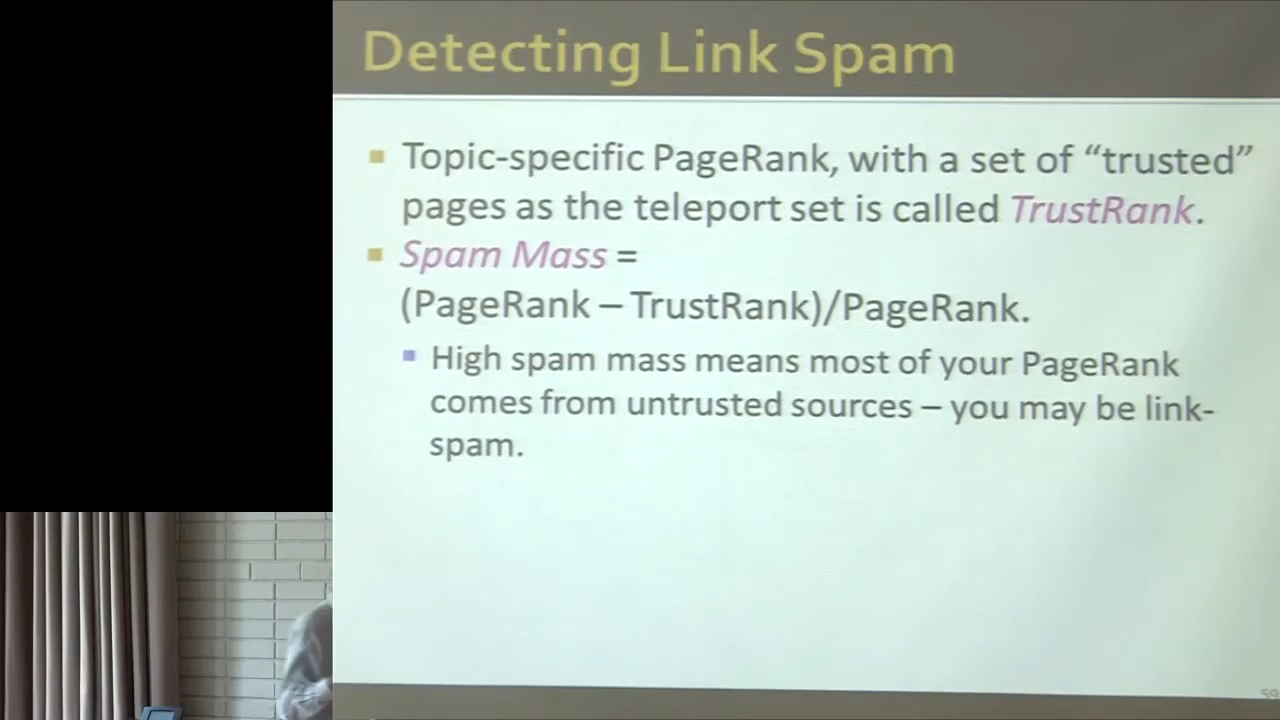 Detecting Link Spam
Topic-specific PageRank, with a set of “trusted”
pages as the teleport set is called TrustRank.
Spam Mass =
(PageRank – TrustRank)/PageRank.
High spam mass means most of your PageRank
comes from untrusted sources – you may be link-
spam.
59